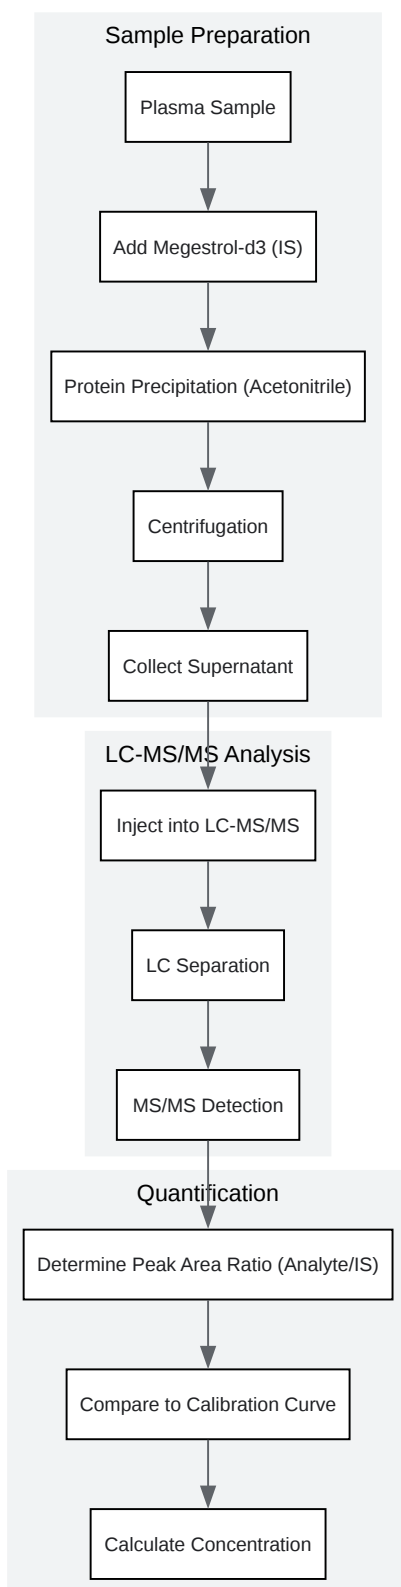 Sample Preparation
Plasma Sample
Add Megestrol-d3 (IS)
Protein Precipitation (Acetonitrile)
Centrifugation
Collect Supernatant
LC-MS/MS Analysis
Inject into LC-MS/MS
LC Separation
MS/MS Detection
Quantification
Determine Peak Area Ratio (Analyte/IS)
Compare to Calibration Curve
Calculate Concentration